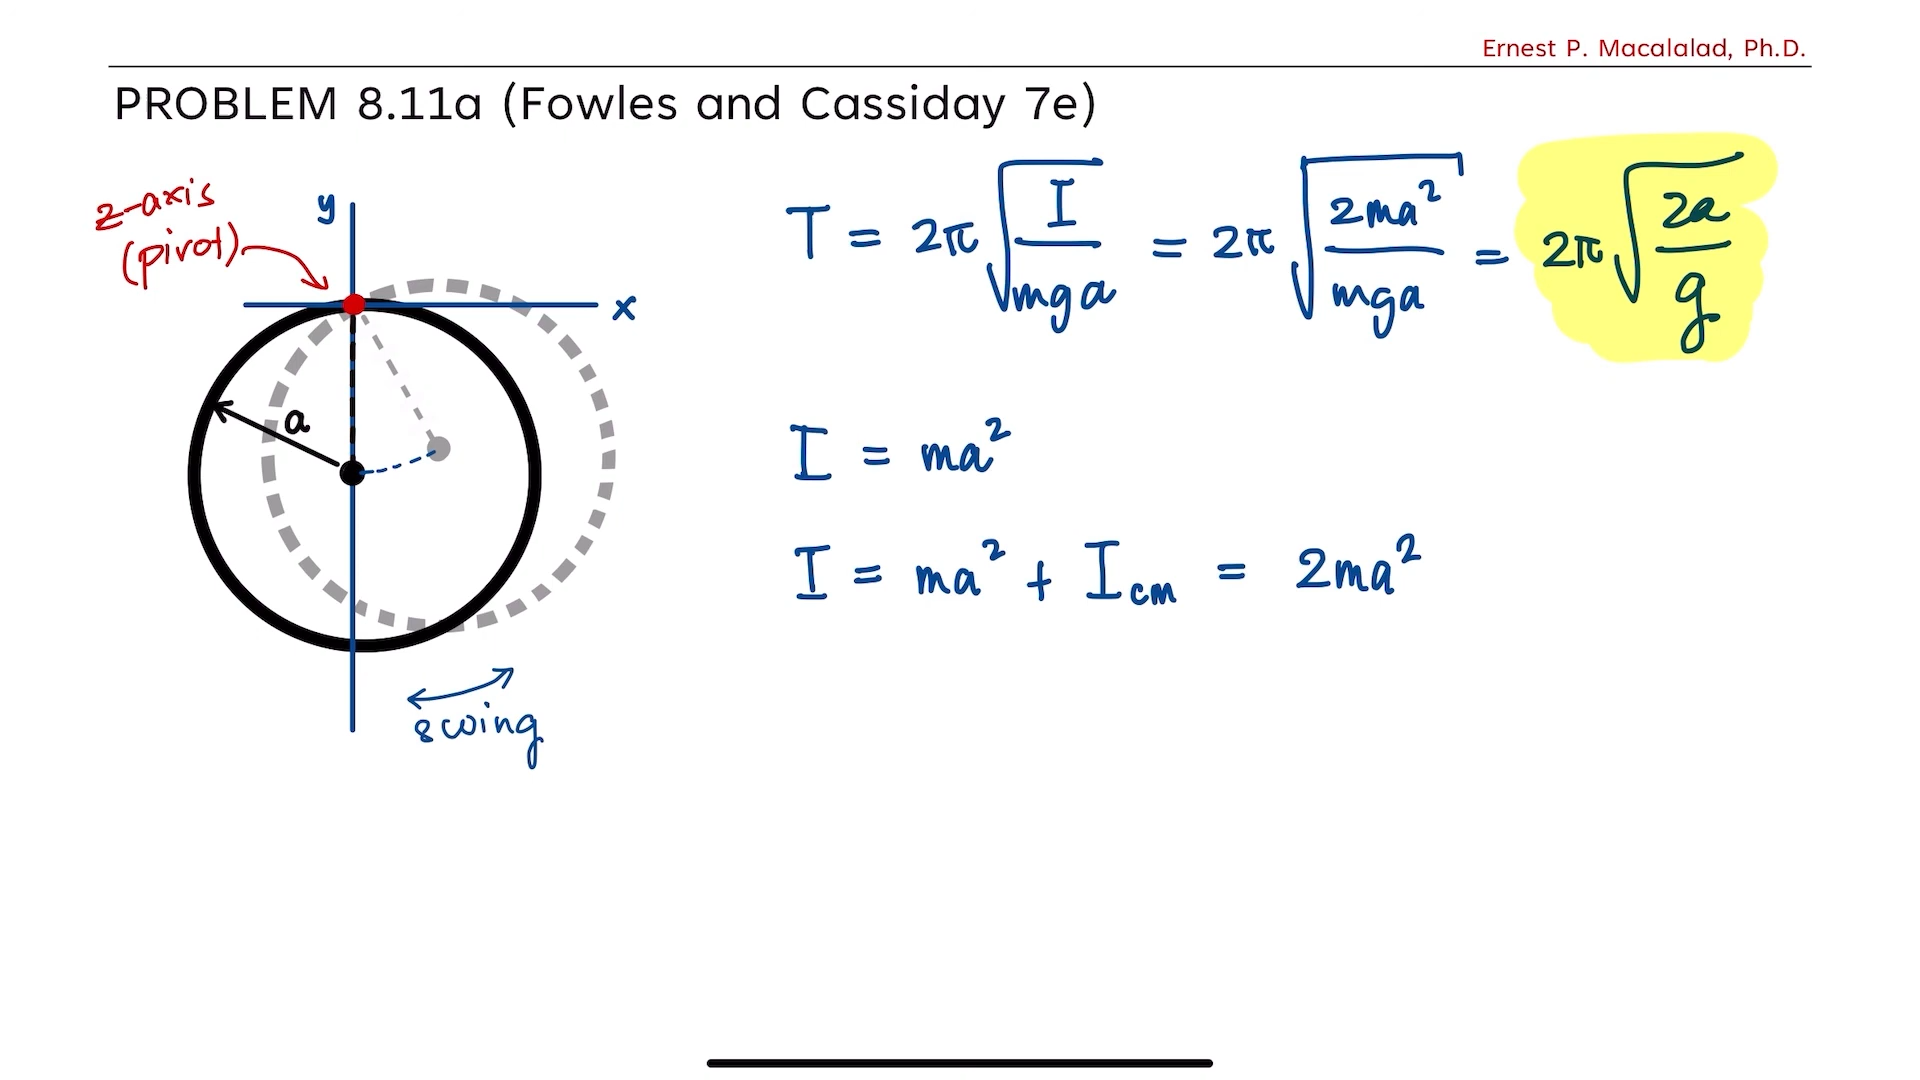 Ernest P. Macalalad, Ph.D.
PROBLEM 8.11a (Fowles and Cassiday 7e)
z-axis
(pivot)
y
x
a
swing
T = 2π √(I/mga) = 2π √(2ma²/mga) = 2π √(2a/g)
I = ma²
I = ma² + I_cm = 2ma²